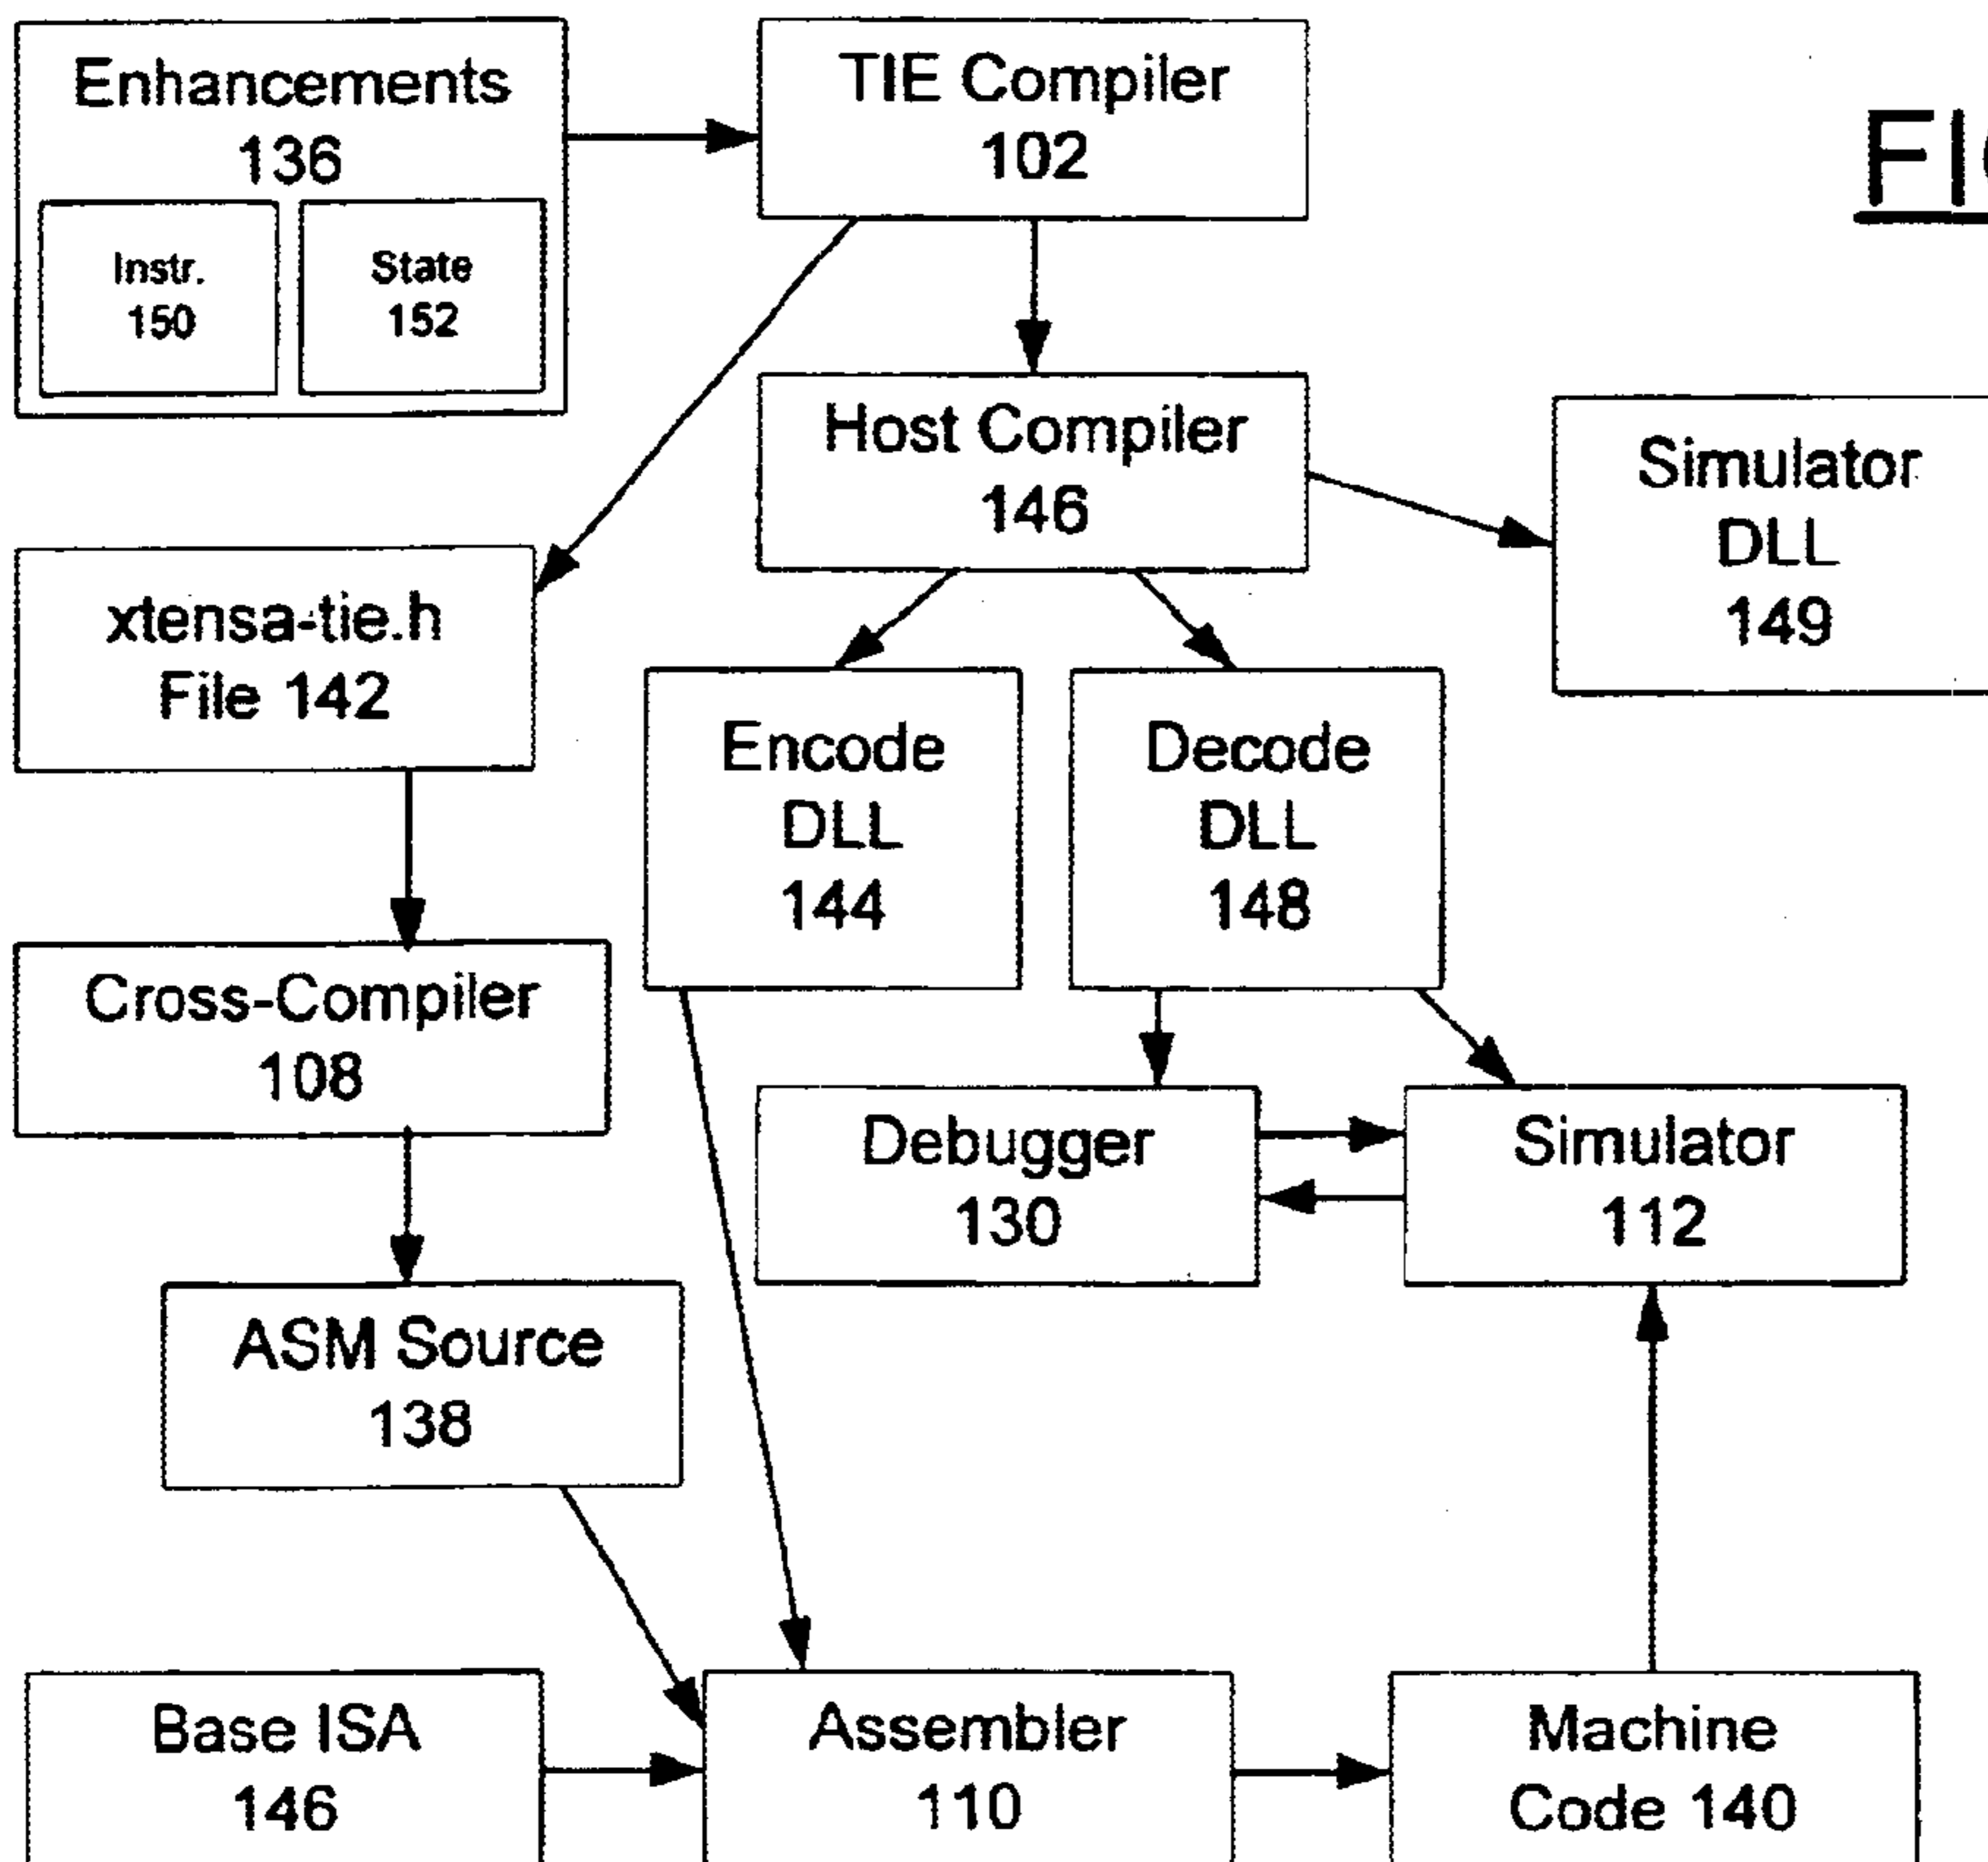 Enhancements
136
Instr.
150
State
152
TIE Compiler
102
FIG
Host Compiler
146
Simulator
DLL
149
xtensa-tie.h
File 142
Encode
DLL
144
Decode
DLL
148
Cross-Compiler
108
Debugger
130
Simulator
112
ASM Source
138
Base ISA
146
Assembler
110
Machine
Code 140